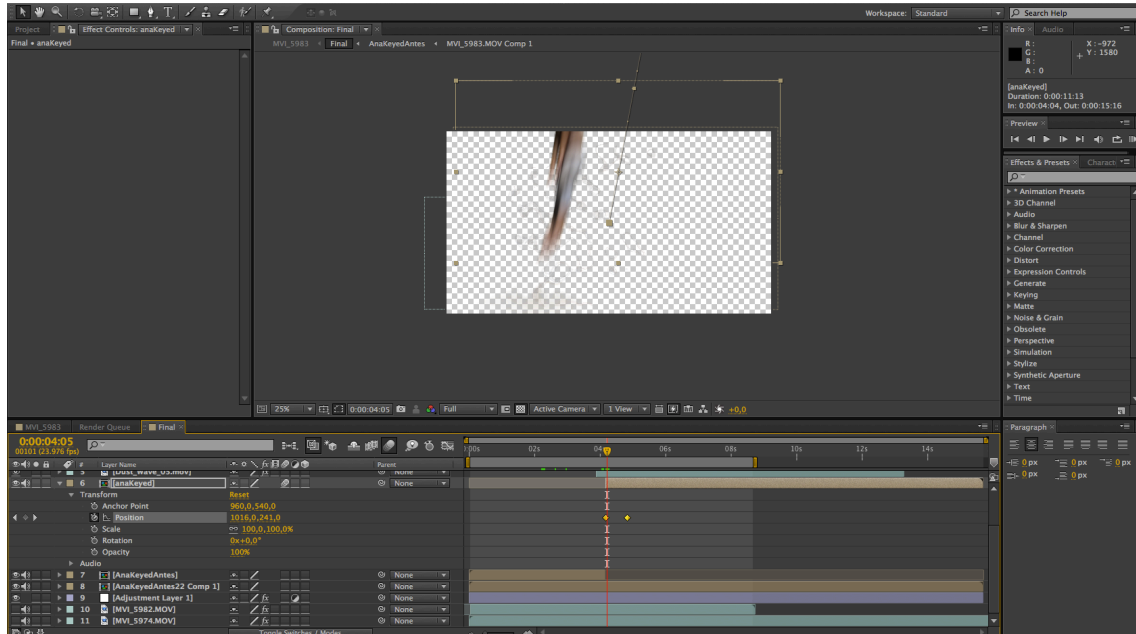 Workspace: Standard
Search Help
Project
Effect Controls: anaKeyed
Composition: Final
Info
Audio
Final • anaKeyed
MVI_5983
Final
AnaKeyedAntes
MVI_5983.MOV Comp 1
R :
G :
B :
A : 0
X : -972
Y : 1580
[anaKeyed]
Duration: 0:00:11:13
In: 0:00:04:04, Out: 0:00:15:16
Preview
Effects & Presets
* Animation Presets
3D Channel
Audio
Blur & Sharpen
Channel
Color Correction
Distort
Expression Controls
Generate
Keying
Matte
Noise & Grain
Obsolete
Perspective
Simulation
Stylize
Synthetic Aperture
Text
Time
25%
0:00:04:05
Full
Active Camera
1 View
+0,0
MVI_5983
Render Queue
Final
Paragraph
0:00:04:05
00101 (23.976 fps)
02s
04s
06s
08s
10s
12s
14s
# Layer Name
Parent
0 px
0 px
0 px
0 px
0 px
5 [Dust_Wave_05.mov] None
6 [anaKeyed] None
Transform Reset
Anchor Point 960,0,540,0
Position 1016,0,241,0
Scale 100,0,100,0%
Rotation 0x+0,0°
Opacity 100%
Audio
7 [AnaKeyedAntes] None
8 [AnaKeyedAntes22 Comp 1] None
9 [Adjustment Layer 1] None
10 [MVI_5982.MOV] None
11 [MVI_5974.MOV] None
Toggle Switches / Modes